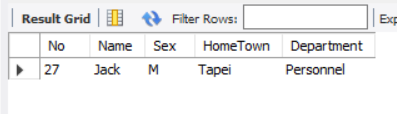 Result Grid Filter Rows: Exp
No Name Sex HomeTown Department
27 Jack M Tapei Personnel